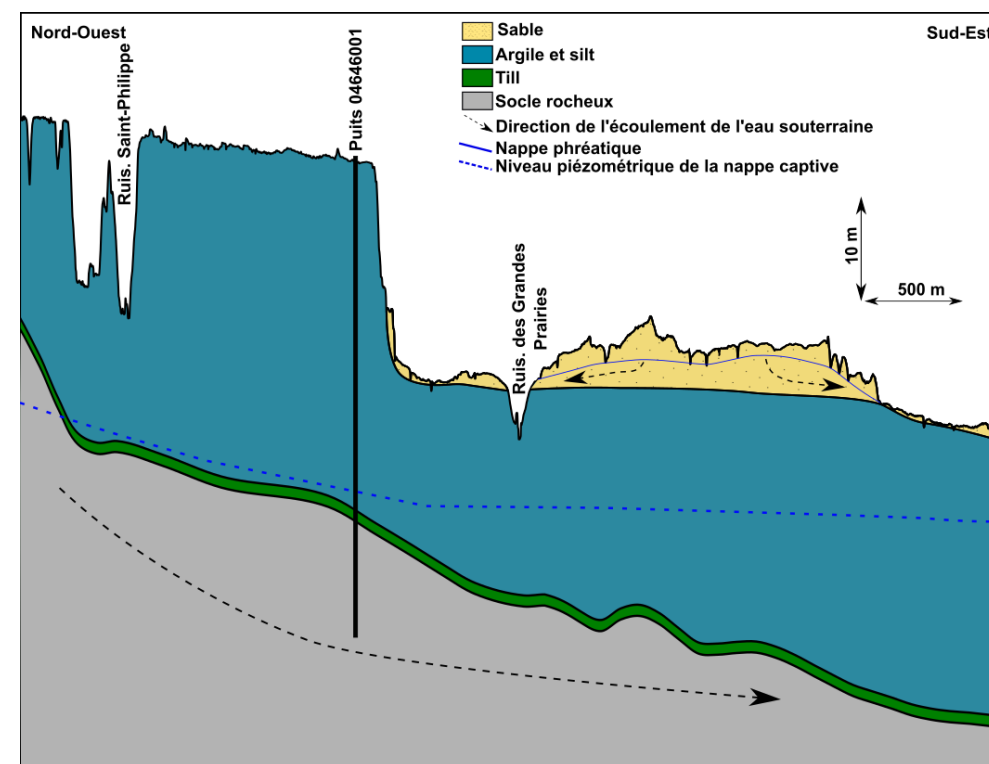 Nord-Ouest
Sud-Est
Sable
Argile et silt
Till
Socle rocheux
Direction de l'écoulement de l'eau souterraine
Nappe phréatique
Niveau piézométrique de la nappe captive
Ruis. Saint-Philippe
Puits 04646001
Ruis. des Grandes
Prairies
10 m
500 m